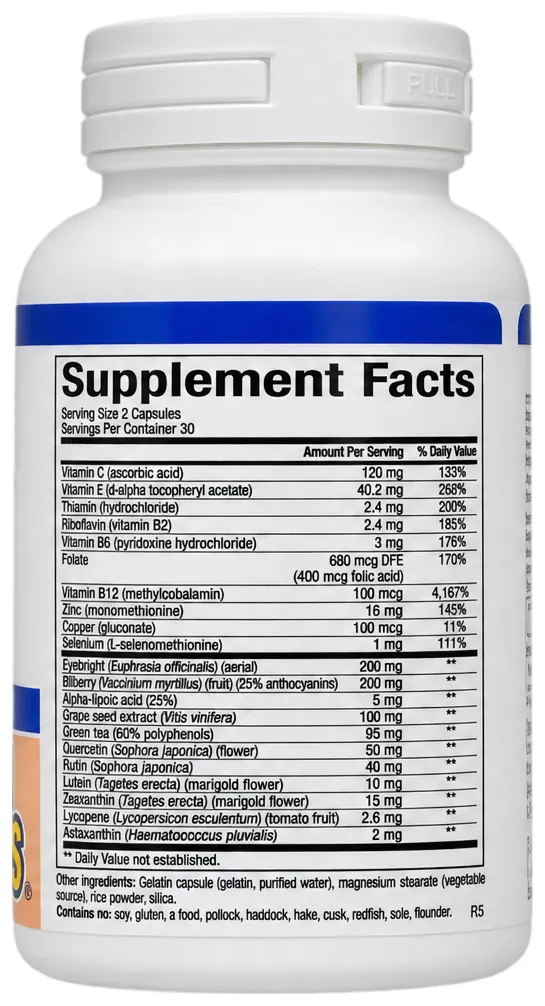 PULL
Supplement Facts
Serving Size 2 Capsules
Servings Per Container 30
Amount Per Serving % Daily Value
Vitamin C (ascorbic acid) 120 mg 133%
Vitamin E (d-alpha tocopheryl acetate) 40.2 mg 268%
Thiamin (hydrochloride) 2.4 mg 200%
Riboflavin (vitamin B2) 2.4 mg 185%
Vitamin B6 (pyridoxine hydrochloride) 3 mg 176%
Folate 680 mcg DFE 170%
(400 mcg folic acid)
Vitamin B12 (methylcobalamin) 100 mcg 4,167%
Zinc (monomethionine) 16 mg 145%
Copper (gluconate) 100 mcg 11%
Selenium (L-selenomethionine) 1 mg 111%
Eyebright (Euphrasia officinalis) (aerial) 200 mg **
Bilberry (Vaccinium myrtillus) (fruit) (25% anthocyanins) 200 mg **
Alpha-lipoic acid (25%) 5 mg **
Grape seed extract (Vitis vinifera) 100 mg **
Green tea (60% polyphenols) 95 mg **
Quercetin (Sophora japonica) (flower) 50 mg **
Rutin (Sophora japonica) 40 mg **
Lutein (Tagetes erecta) (marigold flower) 10 mg **
Zeaxanthin (Tagetes erecta) (marigold flower) 15 mg **
Lycopene (Lycopersicon esculentum) (tomato fruit) 2.6 mg **
Astaxanthin (Haematoococcus pluvialis) 2 mg **
** Daily Value not established.
Other ingredients: Gelatin capsule (gelatin, purified water), magnesium stearate (vegetable
source), rice powder, silica.
Contains no: soy, gluten, a food, pollock, haddock, hake, cusk, redfish, sole, flounder. R5
S®